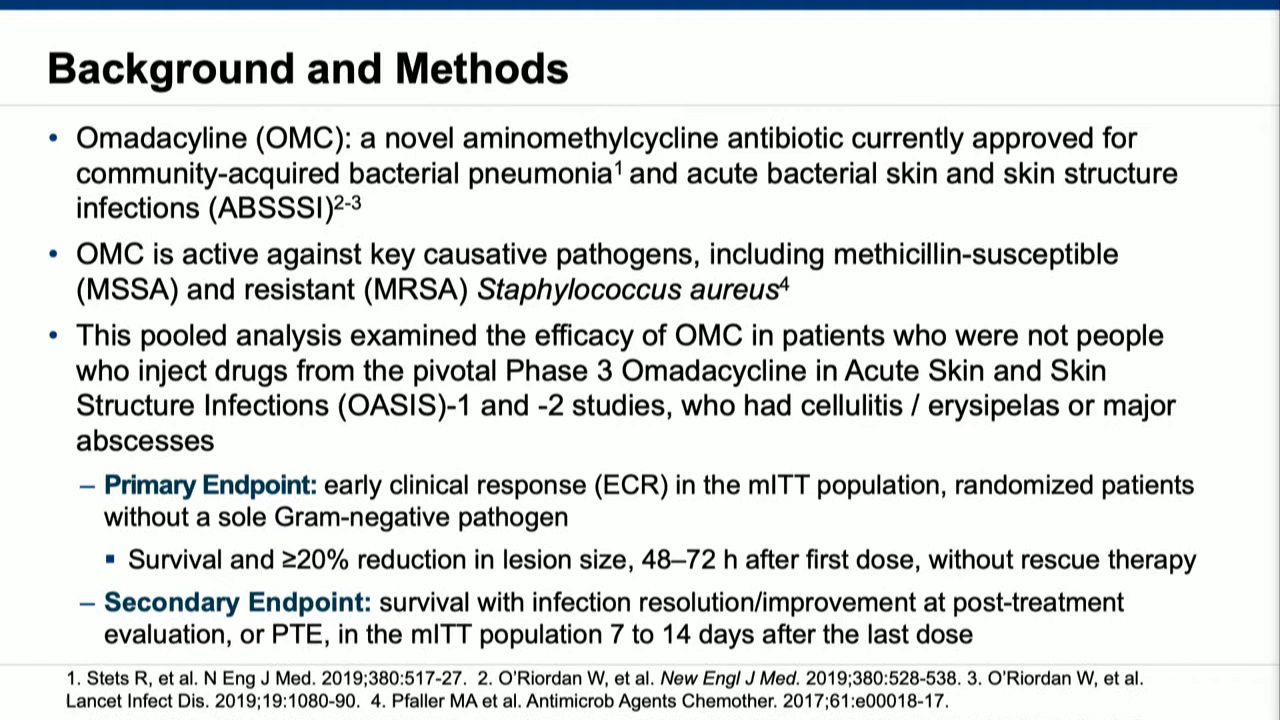 Background and Methods
• Omadacyline (OMC): a novel aminomethylcycline antibiotic currently approved for
community-acquired bacterial pneumonia¹ and acute bacterial skin and skin structure
infections (ABSSSI)²⁻³
• OMC is active against key causative pathogens, including methicillin-susceptible
(MSSA) and resistant (MRSA) Staphylococcus aureus⁴
• This pooled analysis examined the efficacy of OMC in patients who were not people
who inject drugs from the pivotal Phase 3 Omadacycline in Acute Skin and Skin
Structure Infections (OASIS)-1 and -2 studies, who had cellulitis / erysipelas or major
abscesses
– Primary Endpoint: early clinical response (ECR) in the mITT population, randomized patients
without a sole Gram-negative pathogen
▪ Survival and ≥20% reduction in lesion size, 48–72 h after first dose, without rescue therapy
– Secondary Endpoint: survival with infection resolution/improvement at post-treatment
evaluation, or PTE, in the mITT population 7 to 14 days after the last dose
1. Stets R, et al. N Eng J Med. 2019;380:517-27. 2. O'Riordan W, et al. New Engl J Med. 2019;380:528-538. 3. O'Riordan W, et al.
Lancet Infect Dis. 2019;19:1080-90. 4. Pfaller MA et al. Antimicrob Agents Chemother. 2017;61:e00018-17.